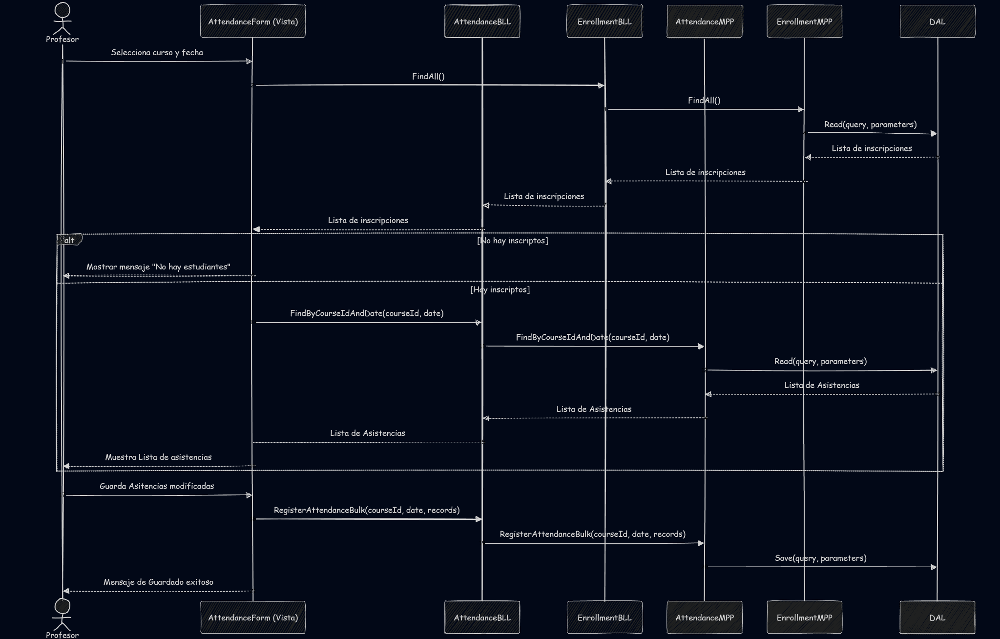 Profesor
AttendanceForm (Vista)
AttendanceBLL
EnrollmentBLL
AttendanceMPP
EnrollmentMPP
DAL
Selecciona curso y fecha
FindAll()
FindAll()
Read(query, parameters)
Lista de inscripciones
Lista de inscripciones
Lista de inscripciones
Lista de inscripciones
alt
[No hay inscriptos]
Mostrar mensaje "No hay estudiantes"
[Hay inscriptos]
FindByCourseIdAndDate(courseId, date)
FindByCourseIdAndDate(courseId, date)
Read(query, parameters)
Lista de Asistencias
Lista de Asistencias
Lista de Asistencias
Muestra Lista de asistencias
Guarda Asitencias modificadas
RegisterAttendanceBulk(courseId, date, records)
RegisterAttendanceBulk(courseId, date, records)
Save(query, parameters)
Mensaje de Guardado exitoso
Profesor
AttendanceForm (Vista)
AttendanceBLL
EnrollmentBLL
AttendanceMPP
EnrollmentMPP
DAL